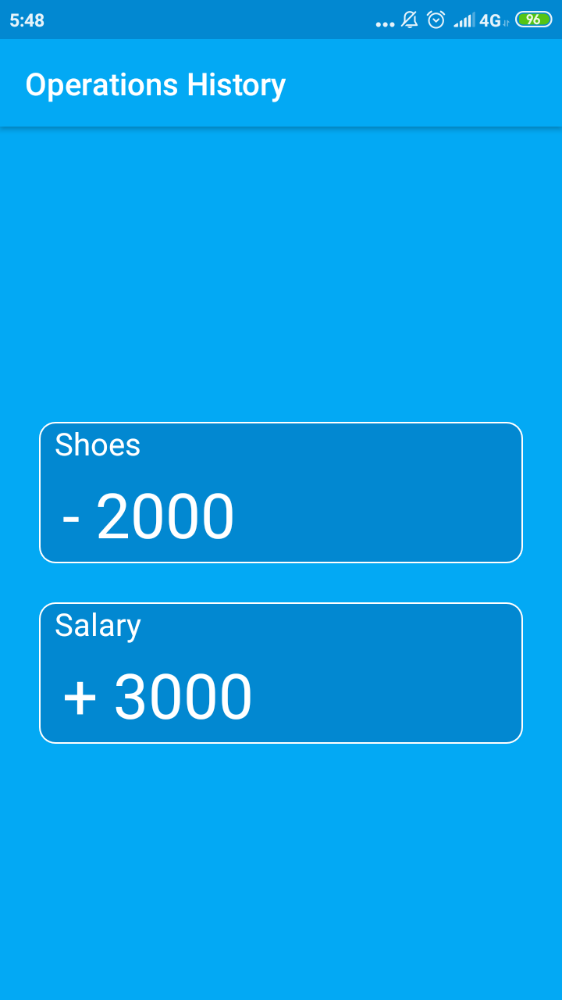 5:48
4G
96
Operations History
Shoes
- 2000
Salary
+ 3000